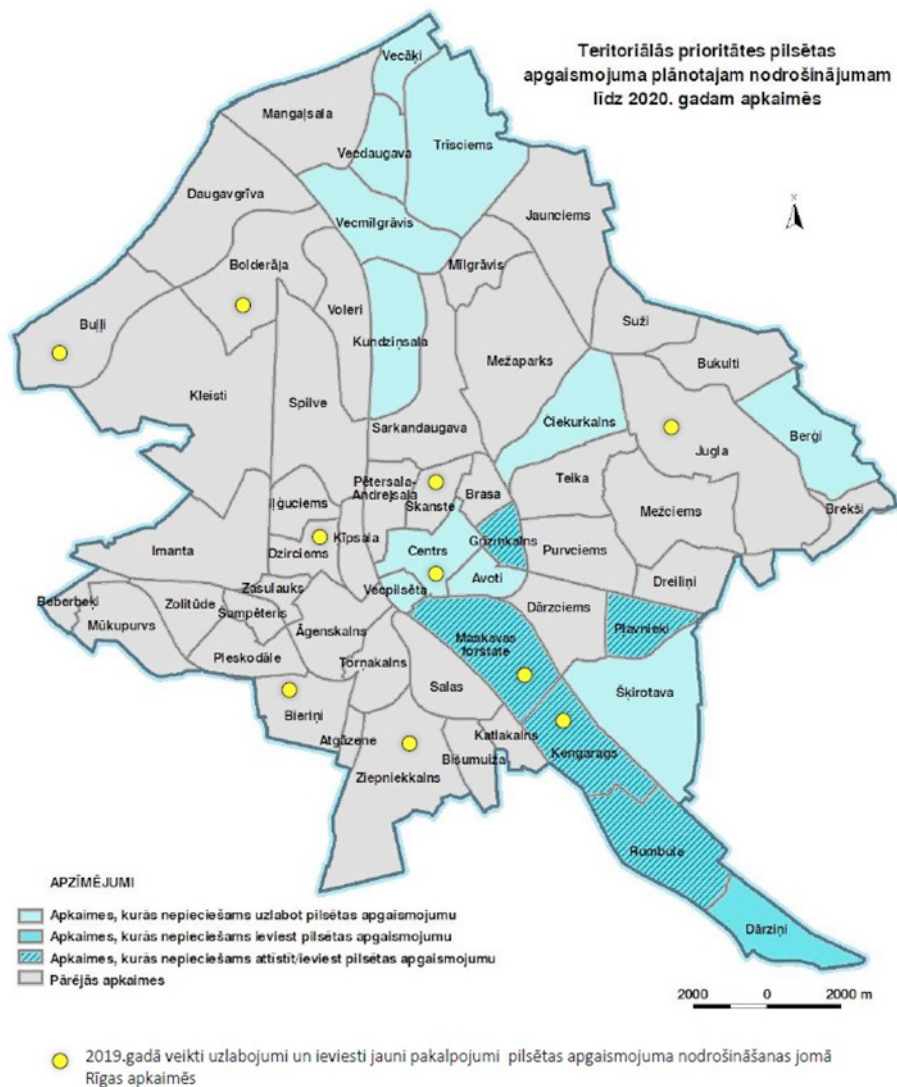 Teritoriālās prioritātes pilsētas
apgaismojuma plānotajam nodrošinājumam
līdz 2020. gadam apkaimēs
Vecāķi
Mangaļsala
Vecdaugava
Trīsciems
Daugavgrīva
Jaunciems
Vecmīlgrāvis
Bolderāja
Mīlgrāvis
Voleri
Suži
Buļļi
Kundziņsala
Mežaparks
Bukulti
Kleisti
Spilve
Čiekurkalns
Sarkandaugava
Jugla
Berģi
Pētersala-
Andrejsala
Skanste
Brasa
Teika
Iļģuciems
Mežciems
Brekši
Imanta
Dzirciems
Ķīpsala
Centrs
Grīziņkalns
Purvciems
Zasulauks
Vecpilsēta
Avoti
Dreiliņi
Beberbeķi
Zolitūde
Šampēteris
Dārzciems
Pļavnieki
Mūkupurvs
Āgenskalns
Maskavas
forštate
Pleskodāle
Torņakalns
Salas
Šķirotava
Bieriņi
Atgāzene
Katlakalns
Ķengarags
Ziepniekkalns
Bišumuiža
Rumbula
Dārziņi
APZĪMĒJUMI
Apkaimes, kurās nepieciešams uzlabot pilsētas apgaismojumu
Apkaimes, kurās nepieciešams ieviest pilsētas apgaismojumu
Apkaimes, kurās nepieciešams attīstīt/ieviest pilsētas apgaismojumu
Pārējās apkaimes
2000 0 2000 m
2019.gadā veikti uzlabojumi un ieviesti jauni pakalpojumi pilsētas apgaismojuma nodrošināšanas jomā
Rīgas apkaimēs